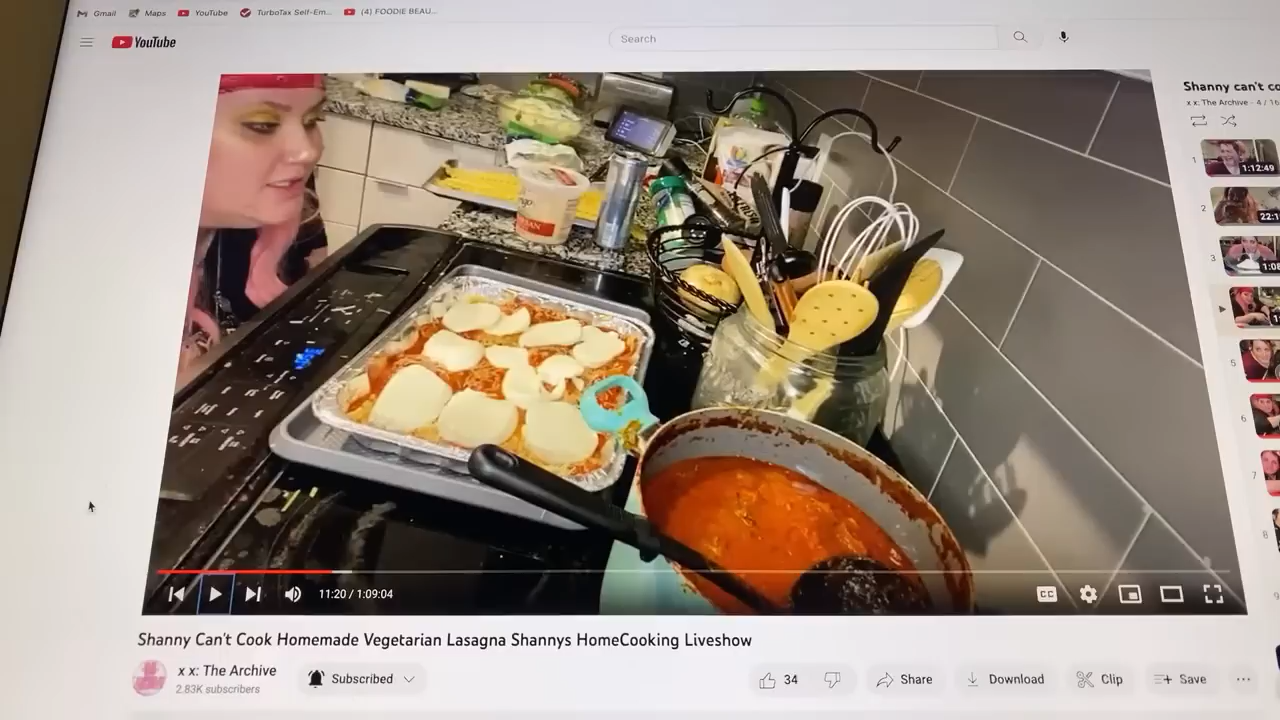 Gmail
Maps
YouTube
TurboTax Self-Em...
(4) FOODIE BEAU...
YouTube
Search
Shanny can't co
x x: The Archive - 4 / 16
1
1:12:49
2
22:1
3
1:08
5
6
7
8
9
11:20 / 1:09:04
CC
Shanny Can't Cook Homemade Vegetarian Lasagna Shannys HomeCooking Liveshow
x x: The Archive
2.83K subscribers
Subscribed
34
Share
Download
Clip
Save